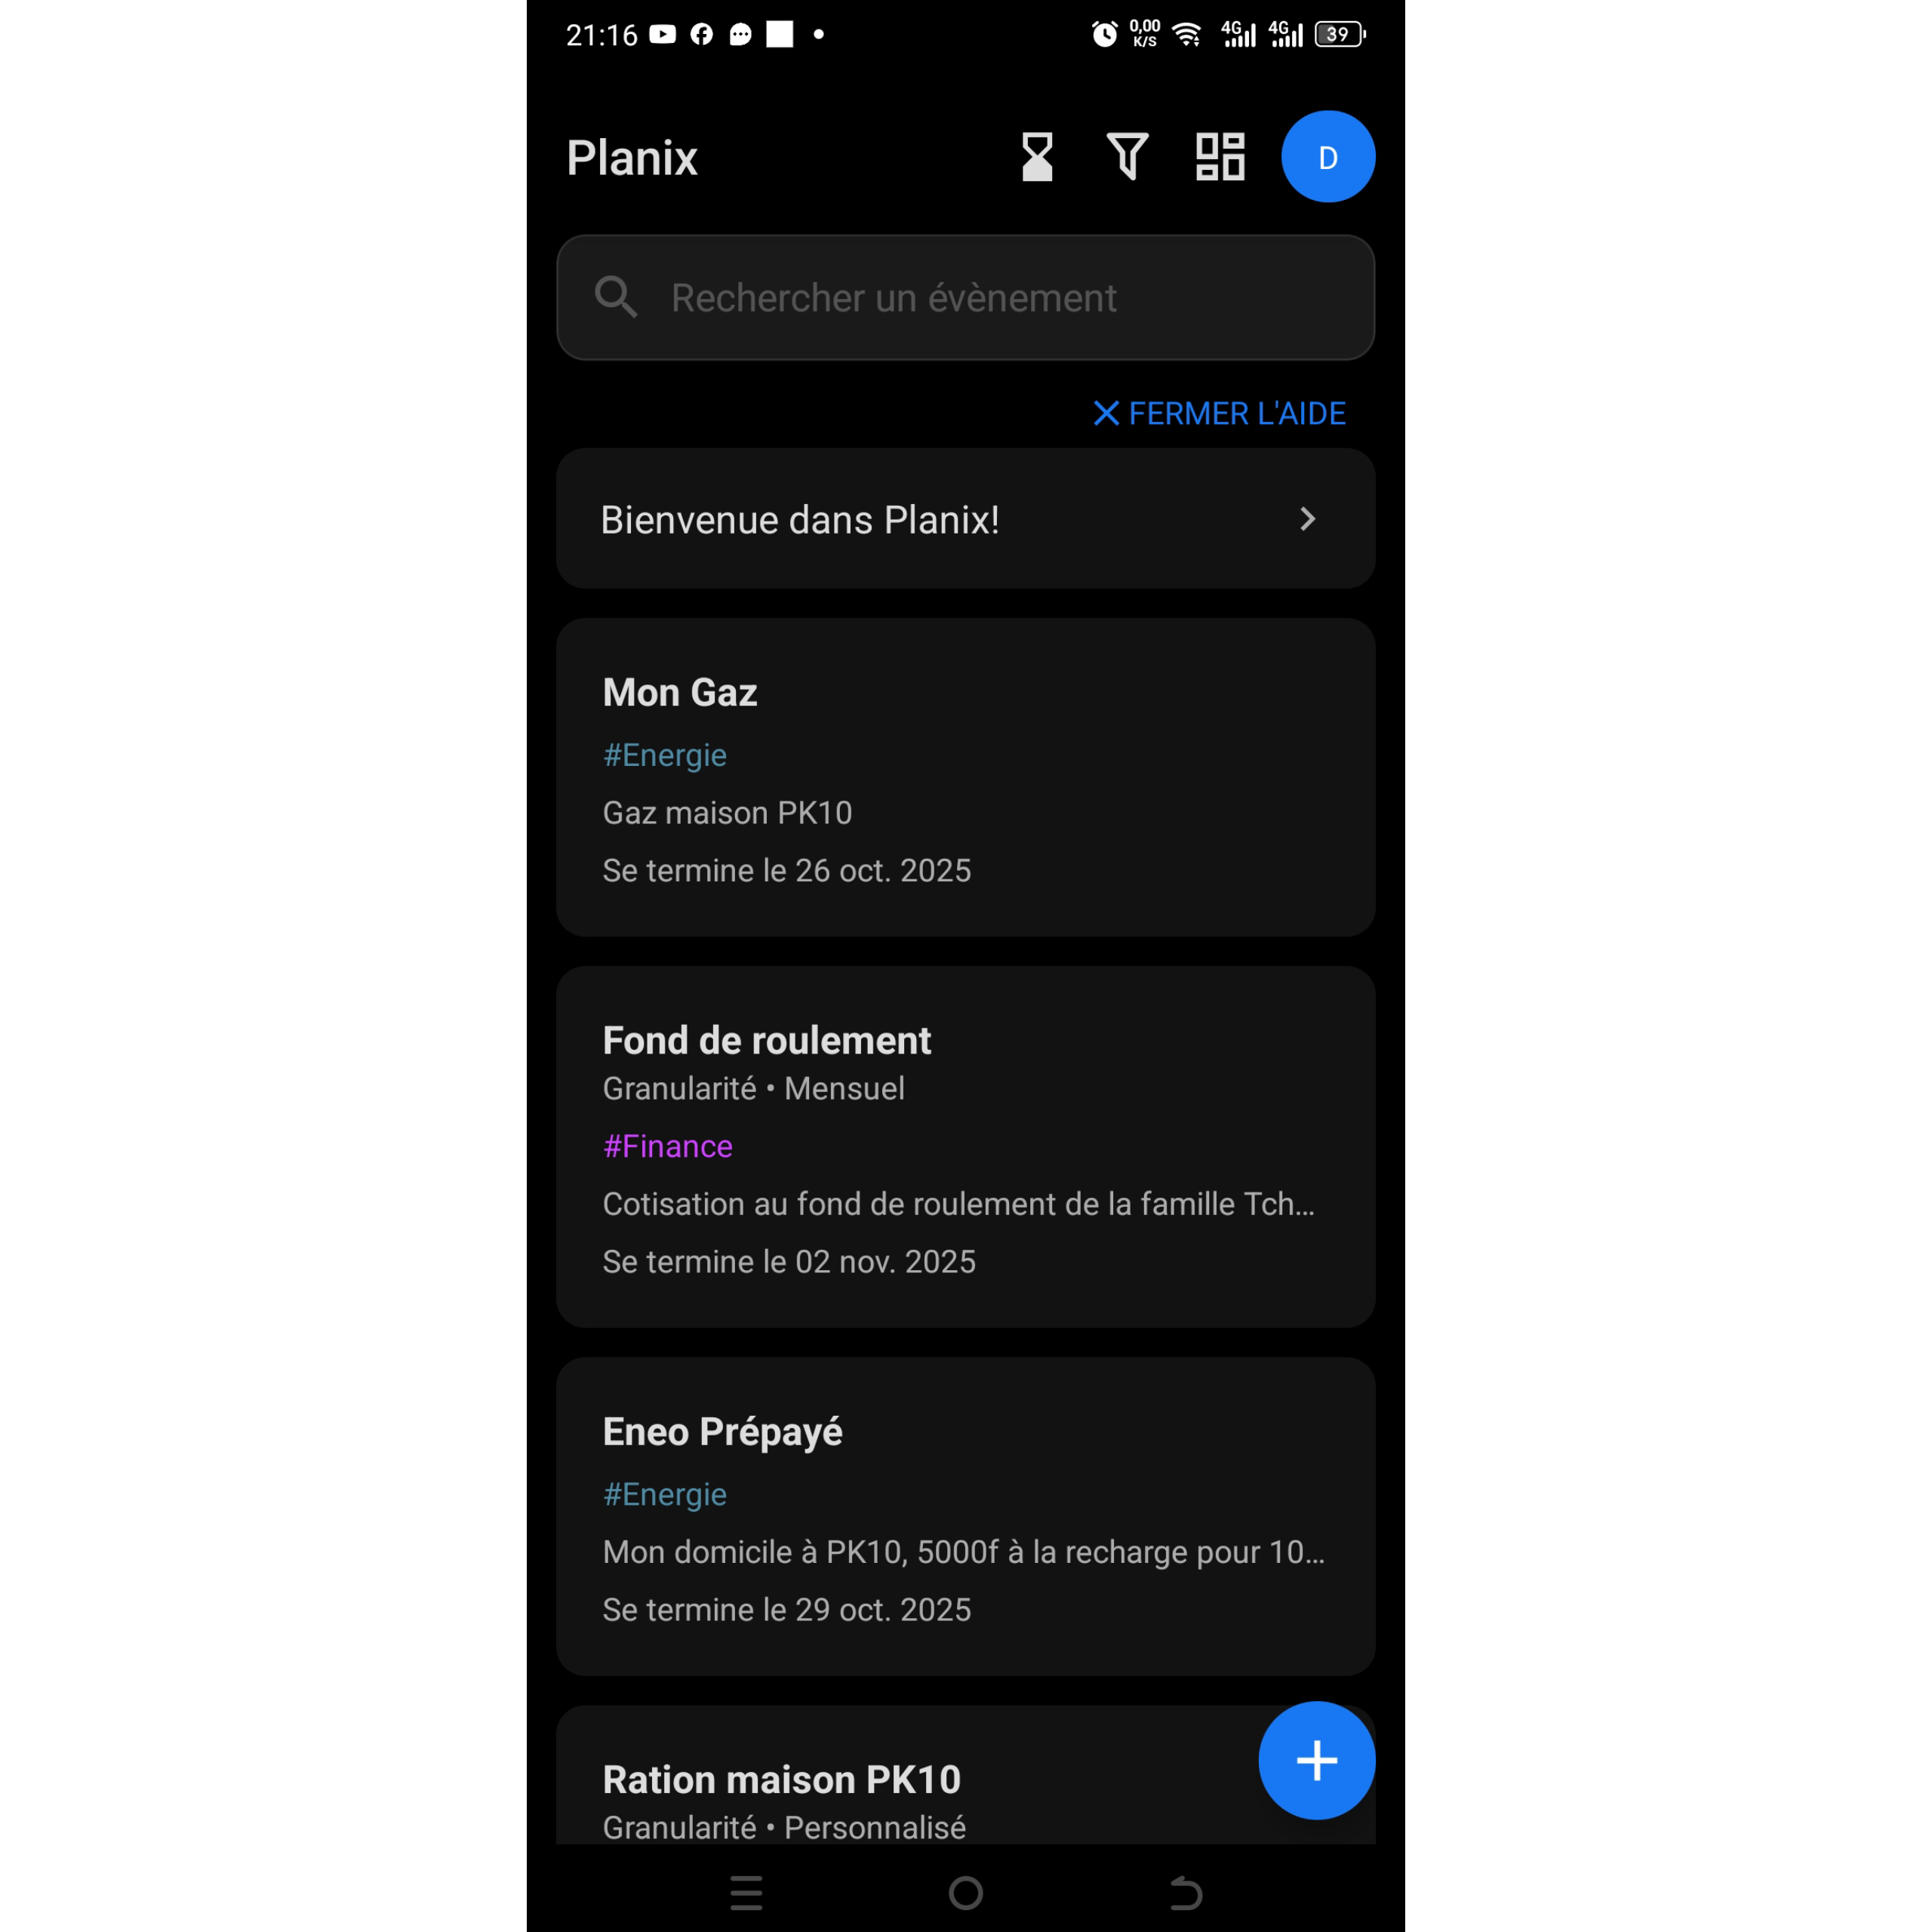 21:16
0,00
K/S
4G
4G
39
Planix
D
Rechercher un évènement
FERMER L'AIDE
Bienvenue dans Planix!
Mon Gaz
#Energie
Gaz maison PK10
Se termine le 26 oct. 2025
Fond de roulement
Granularité • Mensuel
#Finance
Cotisation au fond de roulement de la famille Tch...
Se termine le 02 nov. 2025
Eneo Prépayé
#Energie
Mon domicile à PK10, 5000f à la recharge pour 10...
Se termine le 29 oct. 2025
Ration maison PK10
Granularité • Personnalisé